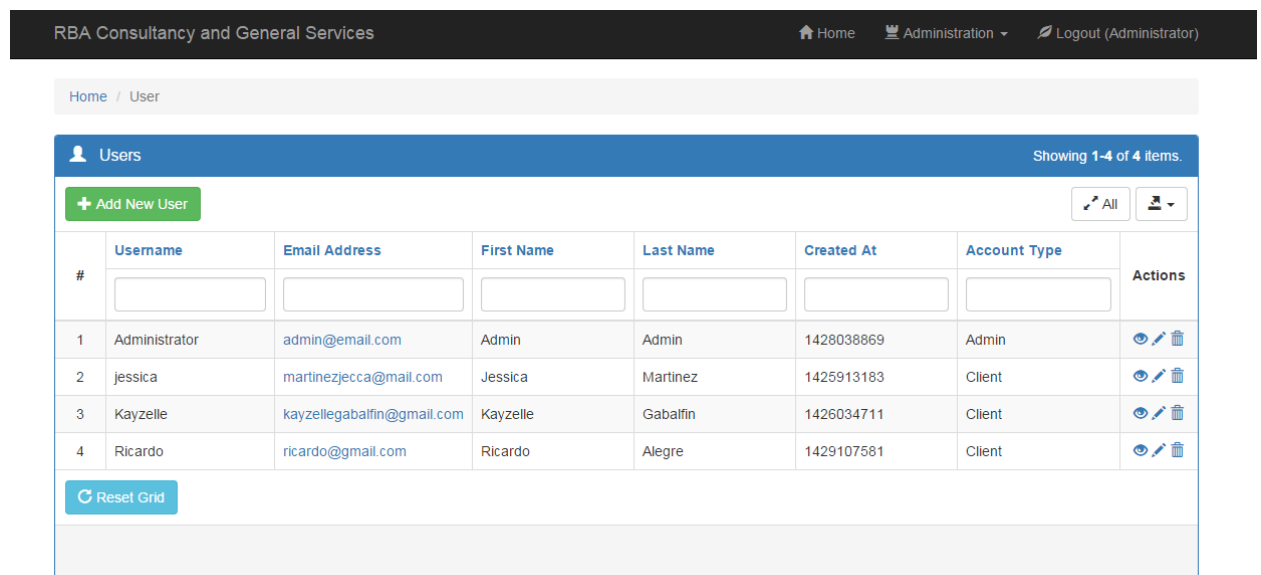 RBA Consultancy and General Services Home Administration Logout (Administrator)
Home / User
Users Showing 1-4 of 4 items.
Add New User All
# Username Email Address First Name Last Name Created At Account Type Actions
1 Administrator admin@email.com Admin Admin 1428038869 Admin
2 jessica martinezjecca@mail.com Jessica Martinez 1425913183 Client
3 Kayzelle kayzellegabalfin@gmail.com Kayzelle Gabalfin 1426034711 Client
4 Ricardo ricardo@gmail.com Ricardo Alegre 1429107581 Client
Reset Grid